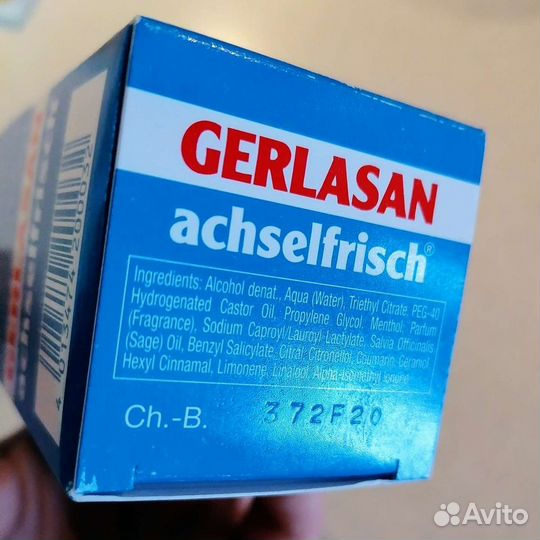 GERLASAN
achselfrisch®
Ingredients: Alcohol denat., Aqua (Water), Triethyl Citrate, PEG-40
Hydrogenated Castor Oil, Propylene Glycol, Menthol, Parfum
(Fragrance), Sodium Caproyl/Lauroyl Lactylate, Salvia Officinalis
(Sage) Oil, Benzyl Salicylate, Citral, Citronellol, Coumarin, Geraniol,
Hexyl Cinnamal, Limonene, Linalool, Alpha-Isomethyl Ionone
Ch.-B. 372F20
Avito